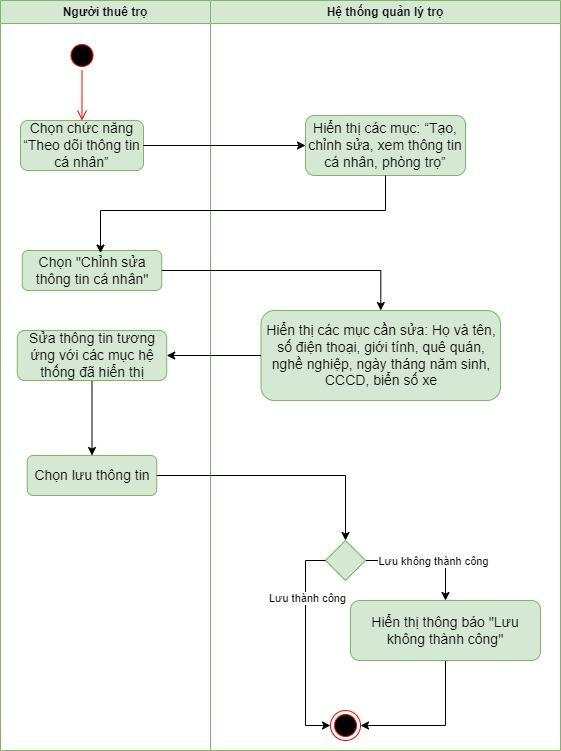 Người thuê trọ
Hệ thống quản lý trọ
Chọn chức năng
“Theo dõi thông tin
cá nhân”
Hiển thị các mục: “Tạo,
chỉnh sửa, xem thông tin
cá nhân, phòng trọ”
Chọn "Chỉnh sửa
thông tin cá nhân"
Hiển thị các mục cần sửa: Họ và tên,
số điện thoại, giới tính, quê quán,
nghề nghiệp, ngày tháng năm sinh,
CCCD, biển số xe
Sửa thông tin tương
ứng với các mục hệ
thống đã hiển thị
Chọn lưu thông tin
Lưu không thành công
Lưu thành công
Hiển thị thông báo "Lưu
không thành công"